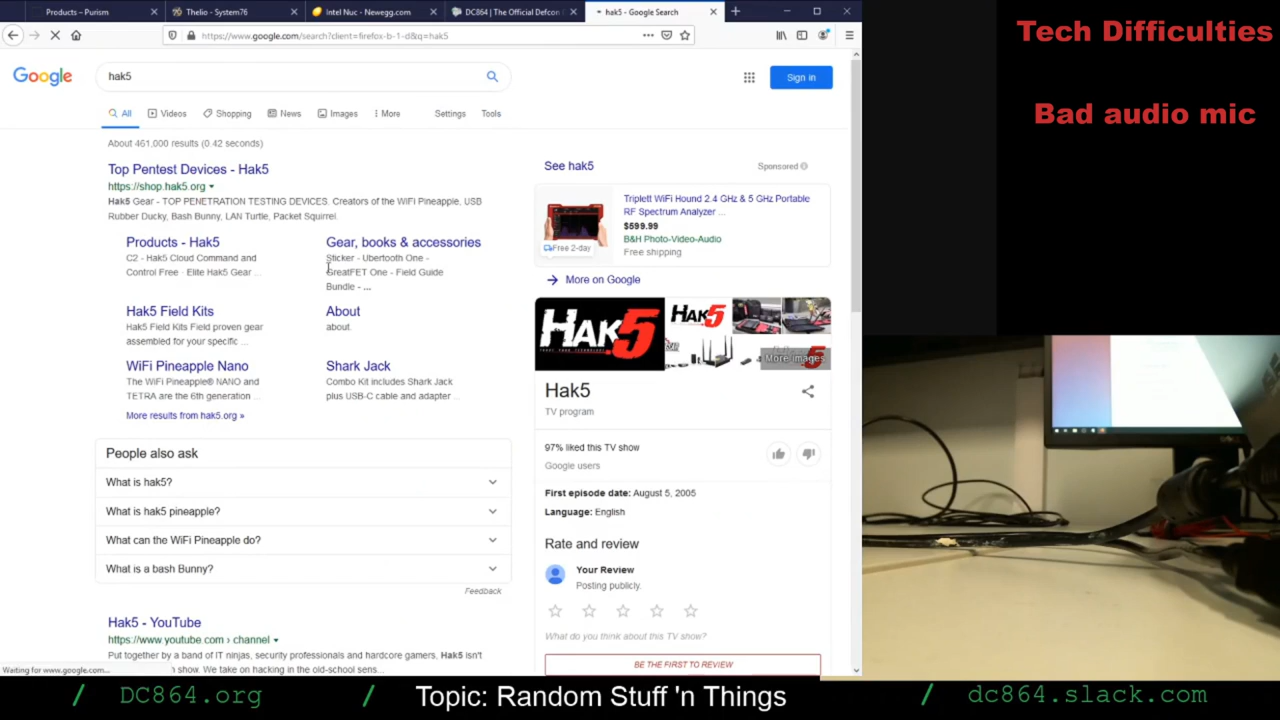 Products – Purism
Thelio - System76
Intel Nuc - Newegg.com
DC864 | The Official Defcon
hak5 - Google Search
https://www.google.com/search?client=firefox-b-1-d&q=hak5
Tech Difficulties
Bad audio mic
Google
hak5
Sign in
All Videos Shopping News Images More Settings Tools
About 461,000 results (0.42 seconds)
Top Pentest Devices - Hak5
https://shop.hak5.org
Hak5 Gear - TOP PENETRATION TESTING DEVICES. Creators of the WiFi Pineapple, USB
Rubber Ducky, Bash Bunny, LAN Turtle, Packet Squirrel.
Products - Hak5
C2 - Hak5 Cloud Command and
Control Free · Elite Hak5 Gear ...
Gear, books & accessories
Sticker - Ubertooth One -
GreatFET One - Field Guide
Bundle - ...
Hak5 Field Kits
Hak5 Field Kits Field proven gear
assembled for your specific ...
About
about.
WiFi Pineapple Nano
The WiFi Pineapple® NANO and
TETRA are the 6th generation ...
Shark Jack
Combo Kit includes Shark Jack
plus USB-C cable and adapter ...
More results from hak5.org »
People also ask
What is hak5?
What is hak5 pineapple?
What can the WiFi Pineapple do?
What is a bash Bunny?
Feedback
Hak5 - YouTube
https://www.youtube.com › channel
Put together by a band of IT ninjas, security professionals and hardcore gamers, Hak5 isn't
show. We take on hacking in the old-school sens...
Waiting for www.google.com...
See hak5
Sponsored
Triplett WiFi Hound 2.4 GHz & 5 GHz Portable
RF Spectrum Analyzer ...
$599.99
B&H Photo-Video-Audio
Free shipping
Free 2-day
More on Google
HAK5
HAK5
More images
Hak5
TV program
97% liked this TV show
Google users
First episode date: August 5, 2005
Language: English
Rate and review
Your Review
Posting publicly.
What do you think about this TV show?
BE THE FIRST TO REVIEW
/ DC864.org / Topic: Random Stuff 'n Things / dc864.slack.com